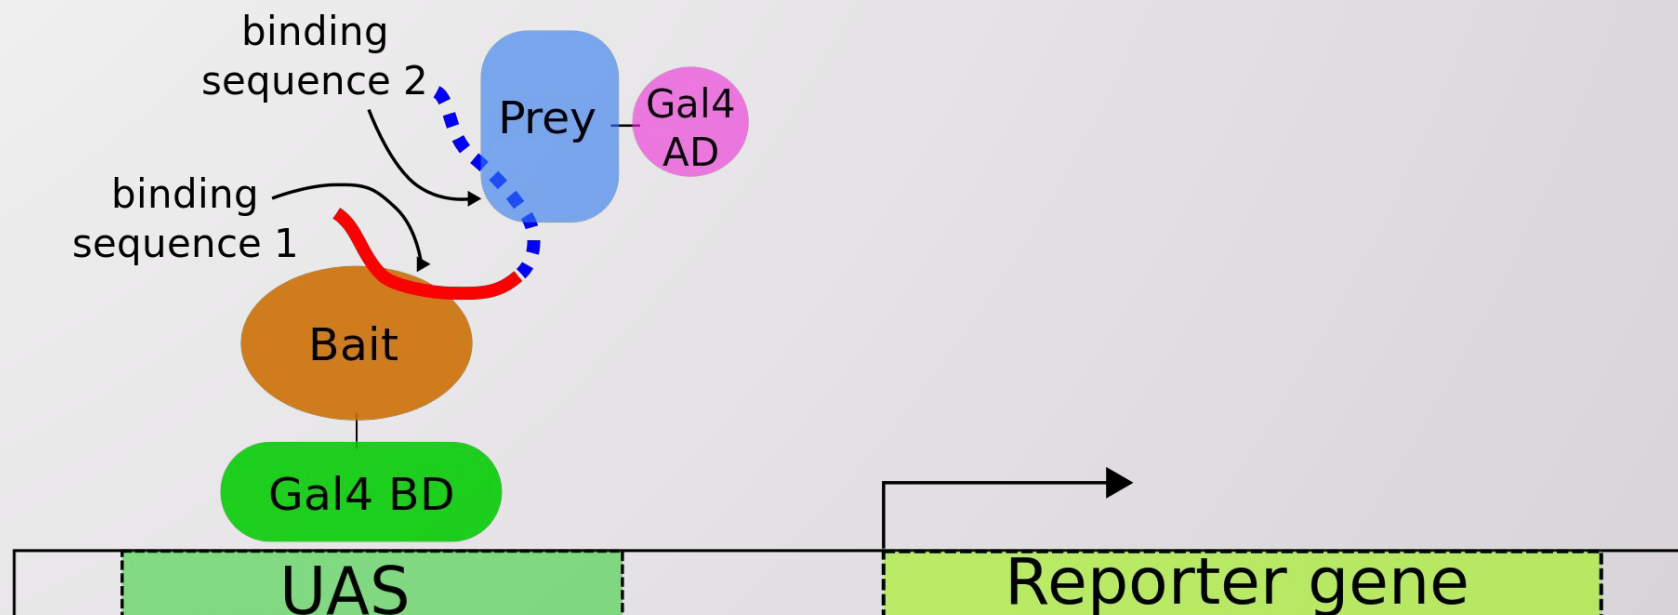 binding
sequence 2
Prey
Gal4
AD
binding
sequence 1
Bait
Gal4 BD
UAS
Reporter gene